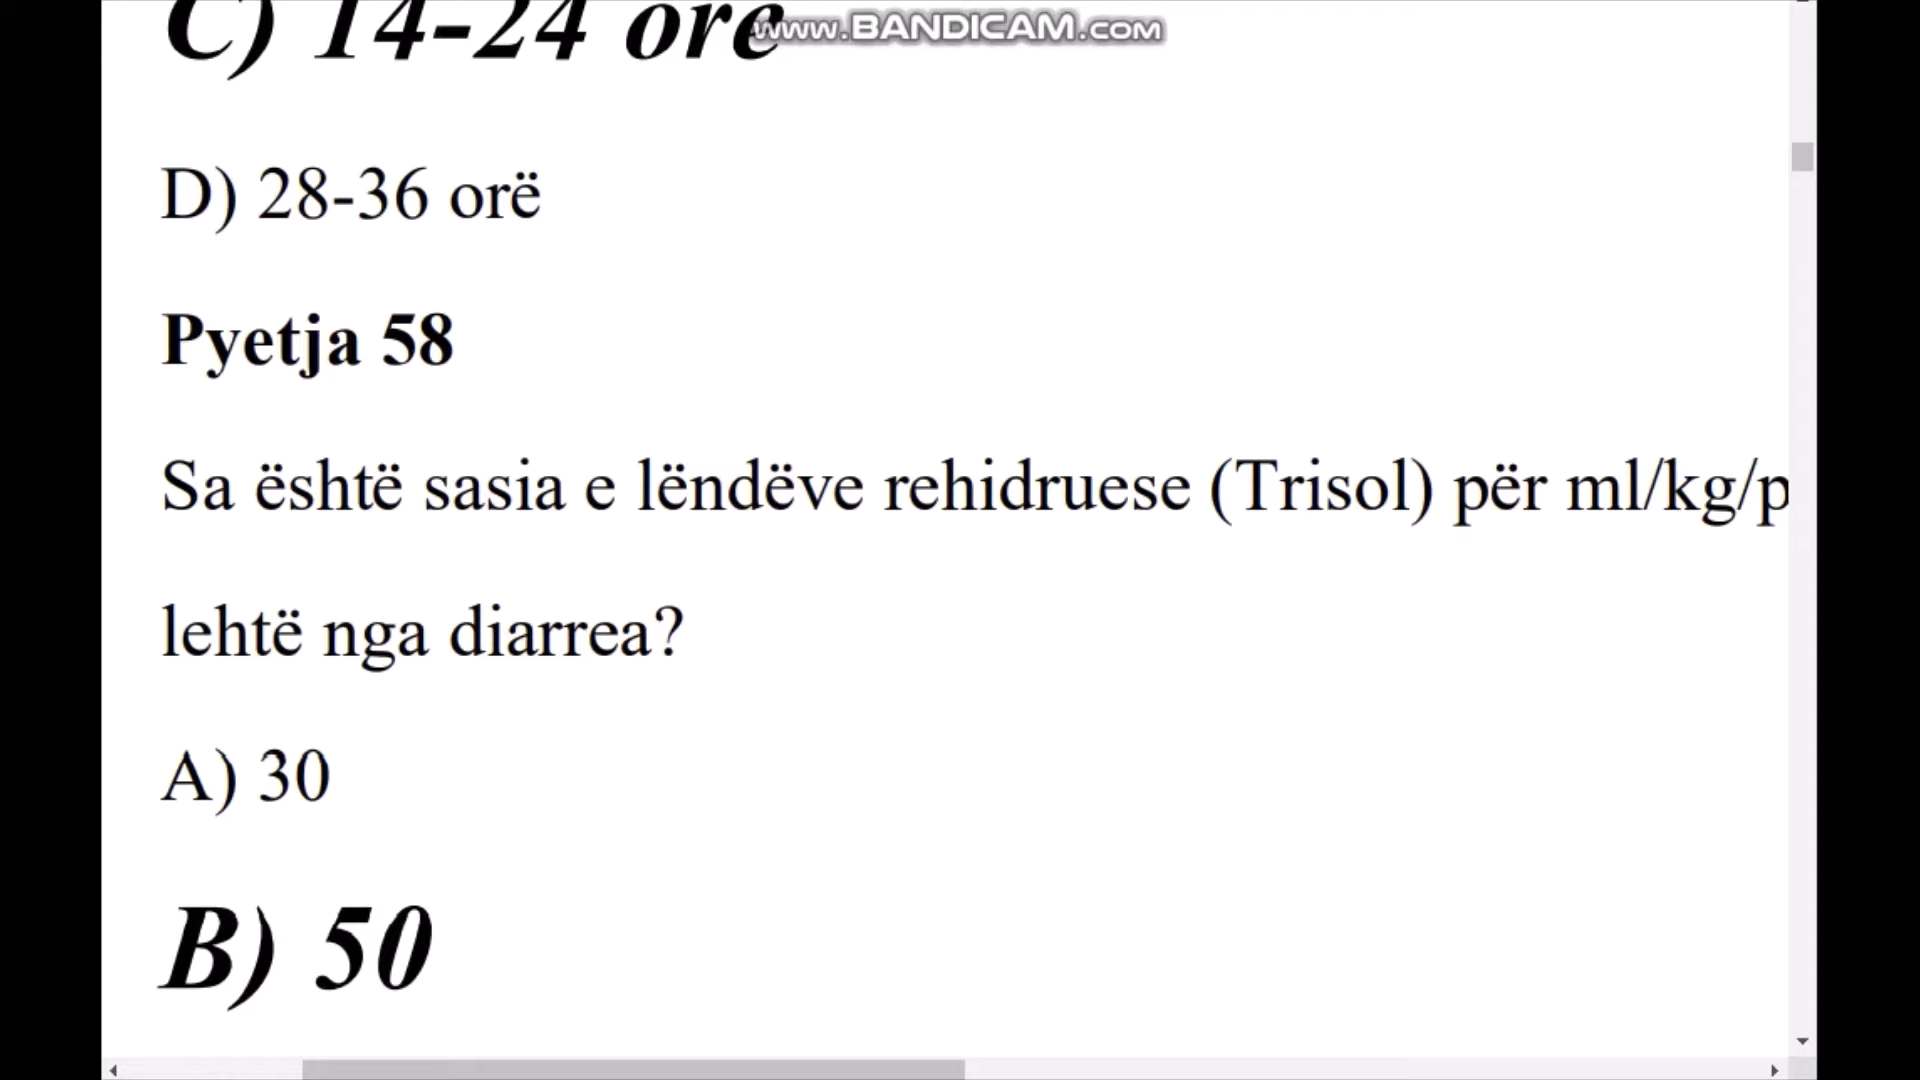 C) 14-24 orë
www.BANDICAM.com
D) 28-36 orë
Pyetja 58
Sa është sasia e lëndëve rehidruese (Trisol) për ml/kg/p
lehtë nga diarrea?
A) 30
B) 50